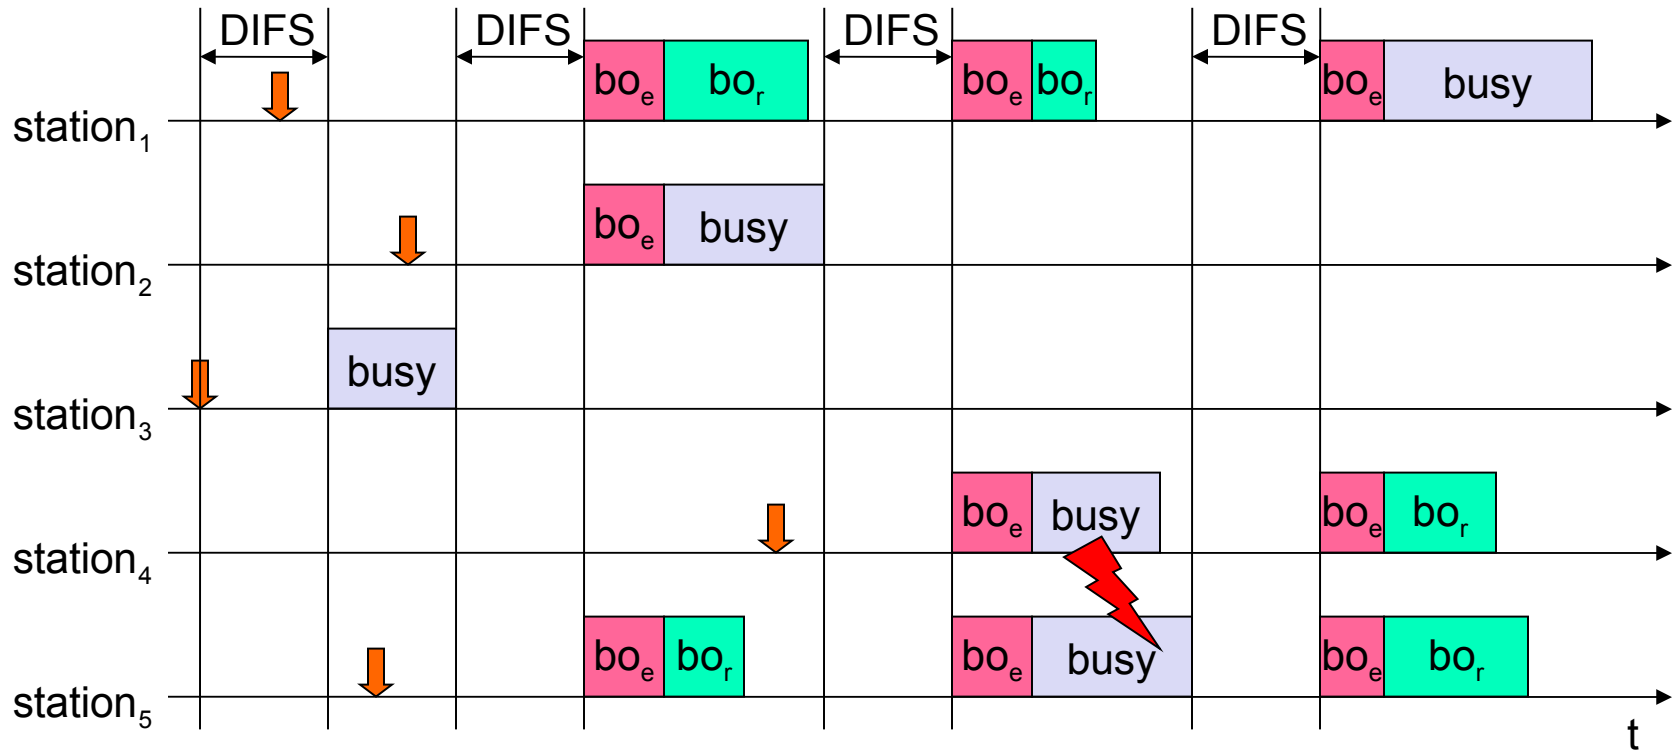 DIFS DIFS DIFS DIFS
station1 boe bor boe bor boe busy
station2 boe busy
station3 busy
station4 boe busy boe bor
station5 boe bor boe busy boe bor
t